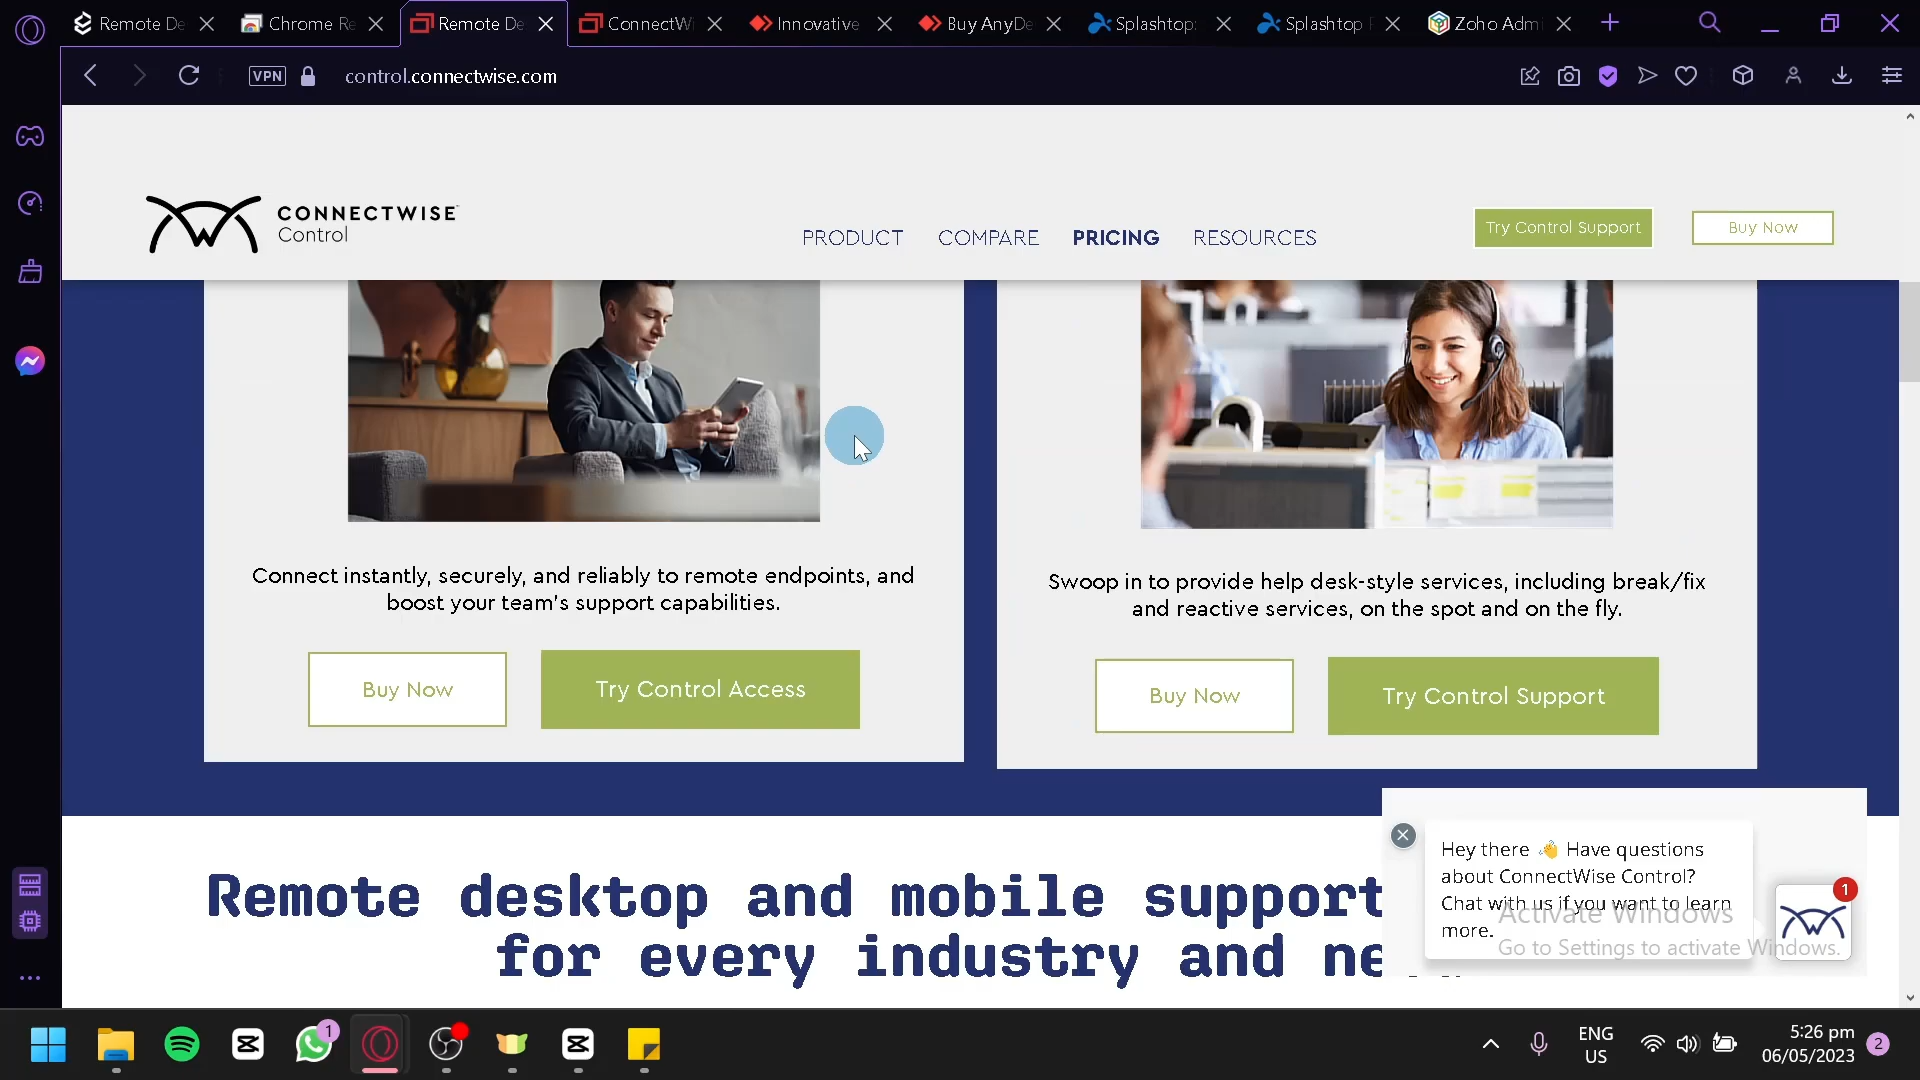 Remote De
Chrome Re
Remote De
ConnectWi
Innovative
Buy AnyDe
Splashtop:
Splashtop
Zoho Admi
VPN
control.connectwise.com
CONNECTWISE
Control
PRODUCT
COMPARE
PRICING
RESOURCES
Try Control Support
Buy Now
Connect instantly, securely, and reliably to remote endpoints, and
boost your team's support capabilities.
Buy Now
Try Control Access
Swoop in to provide help desk-style services, including break/fix
and reactive services, on the spot and on the fly.
Buy Now
Try Control Support
Remote desktop and mobile support
for every industry and ne
Hey there 👋 Have questions
about ConnectWise Control?
Chat with us if you want to learn
more.
1
Activate Windows
Go to Settings to activate Windows.
1
ENG
US
5:26 pm
06/05/2023
2